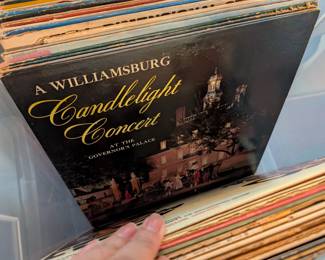 A WILLIAMSBURG
Candlelight
Concert
AT THE
GOVERNOR'S PALACE